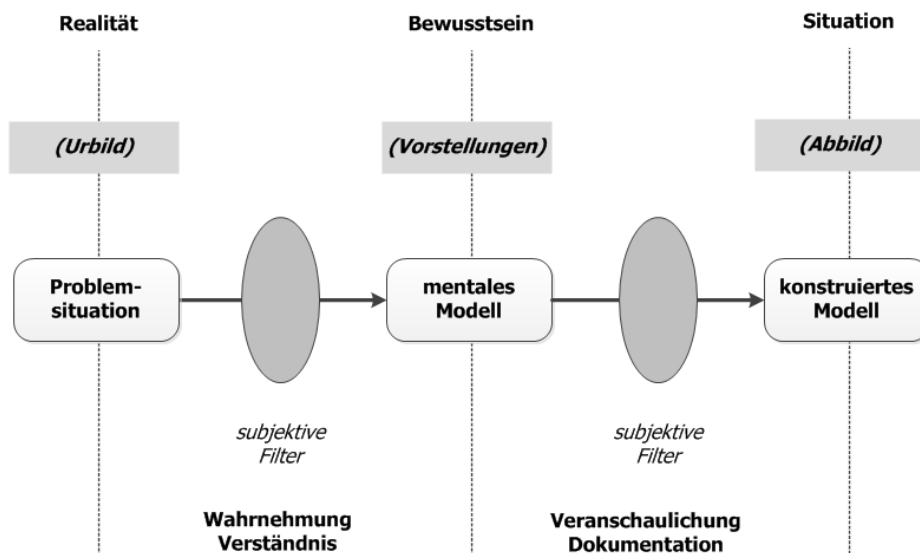 Realität
Bewusstsein
Situation
(Urbild)
(Vorstellungen)
(Abbild)
Problem-
situation
mentales
Modell
konstruiertes
Modell
subjektive
Filter
subjektive
Filter
Wahrnehmung
Verständnis
Veranschaulichung
Dokumentation